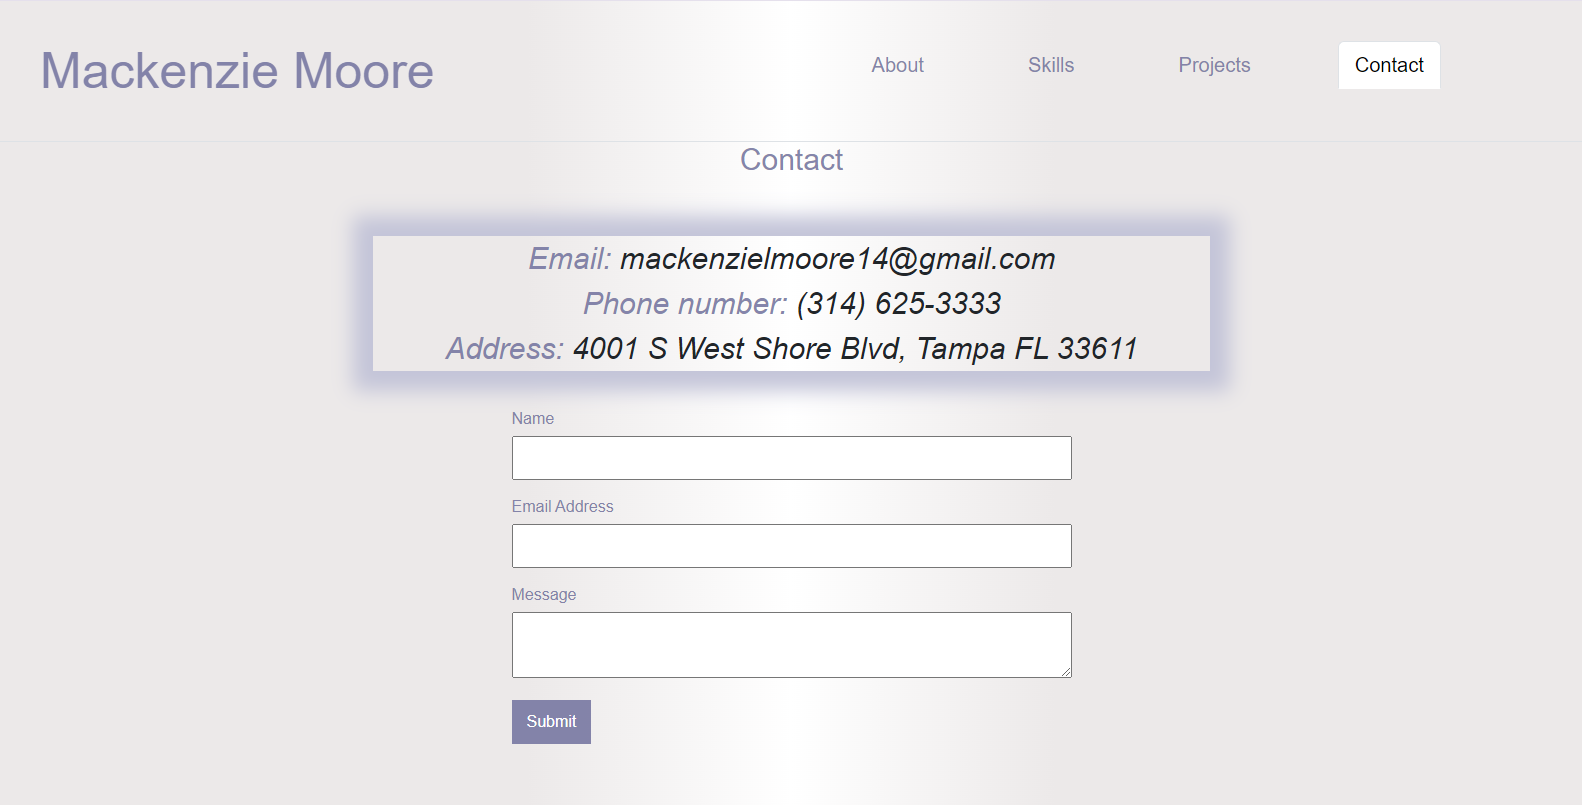 Mackenzie Moore
About Skills Projects Contact
Contact
Email: mackenzielmoore14@gmail.com
Phone number: (314) 625-3333
Address: 4001 S West Shore Blvd, Tampa FL 33611
Name
Email Address
Message
Submit